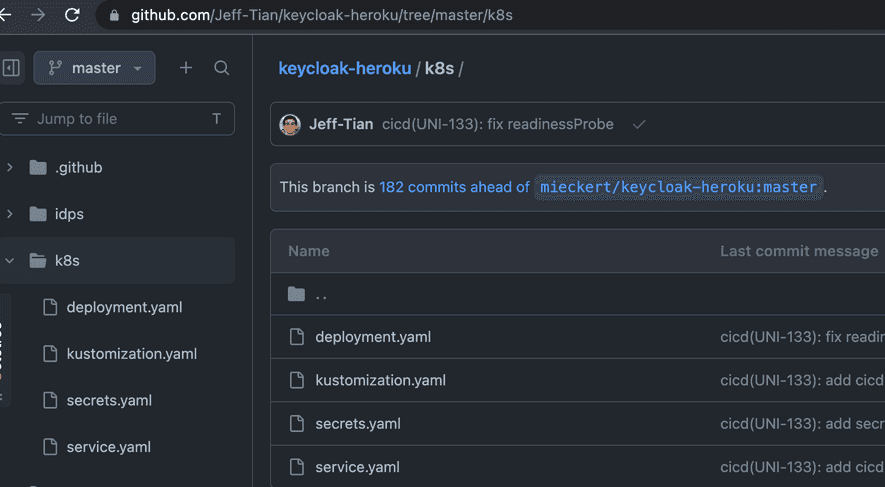 github.com/Jeff-Tian/keycloak-heroku/tree/master/k8s
master
keycloak-heroku / k8s /
Jump to file T
Jeff-Tian cicd(UNI-133): fix readinessProbe
.github
This branch is 182 commits ahead of mieckert/keycloak-heroku:master .
idps
Name Last commit message
k8s
..
deployment.yaml
kustomization.yaml
secrets.yaml
service.yaml
deployment.yaml cicd(UNI-133): fix readin
kustomization.yaml cicd(UNI-133): add cicd
secrets.yaml cicd(UNI-133): add secr
service.yaml cicd(UNI-133): add cicd